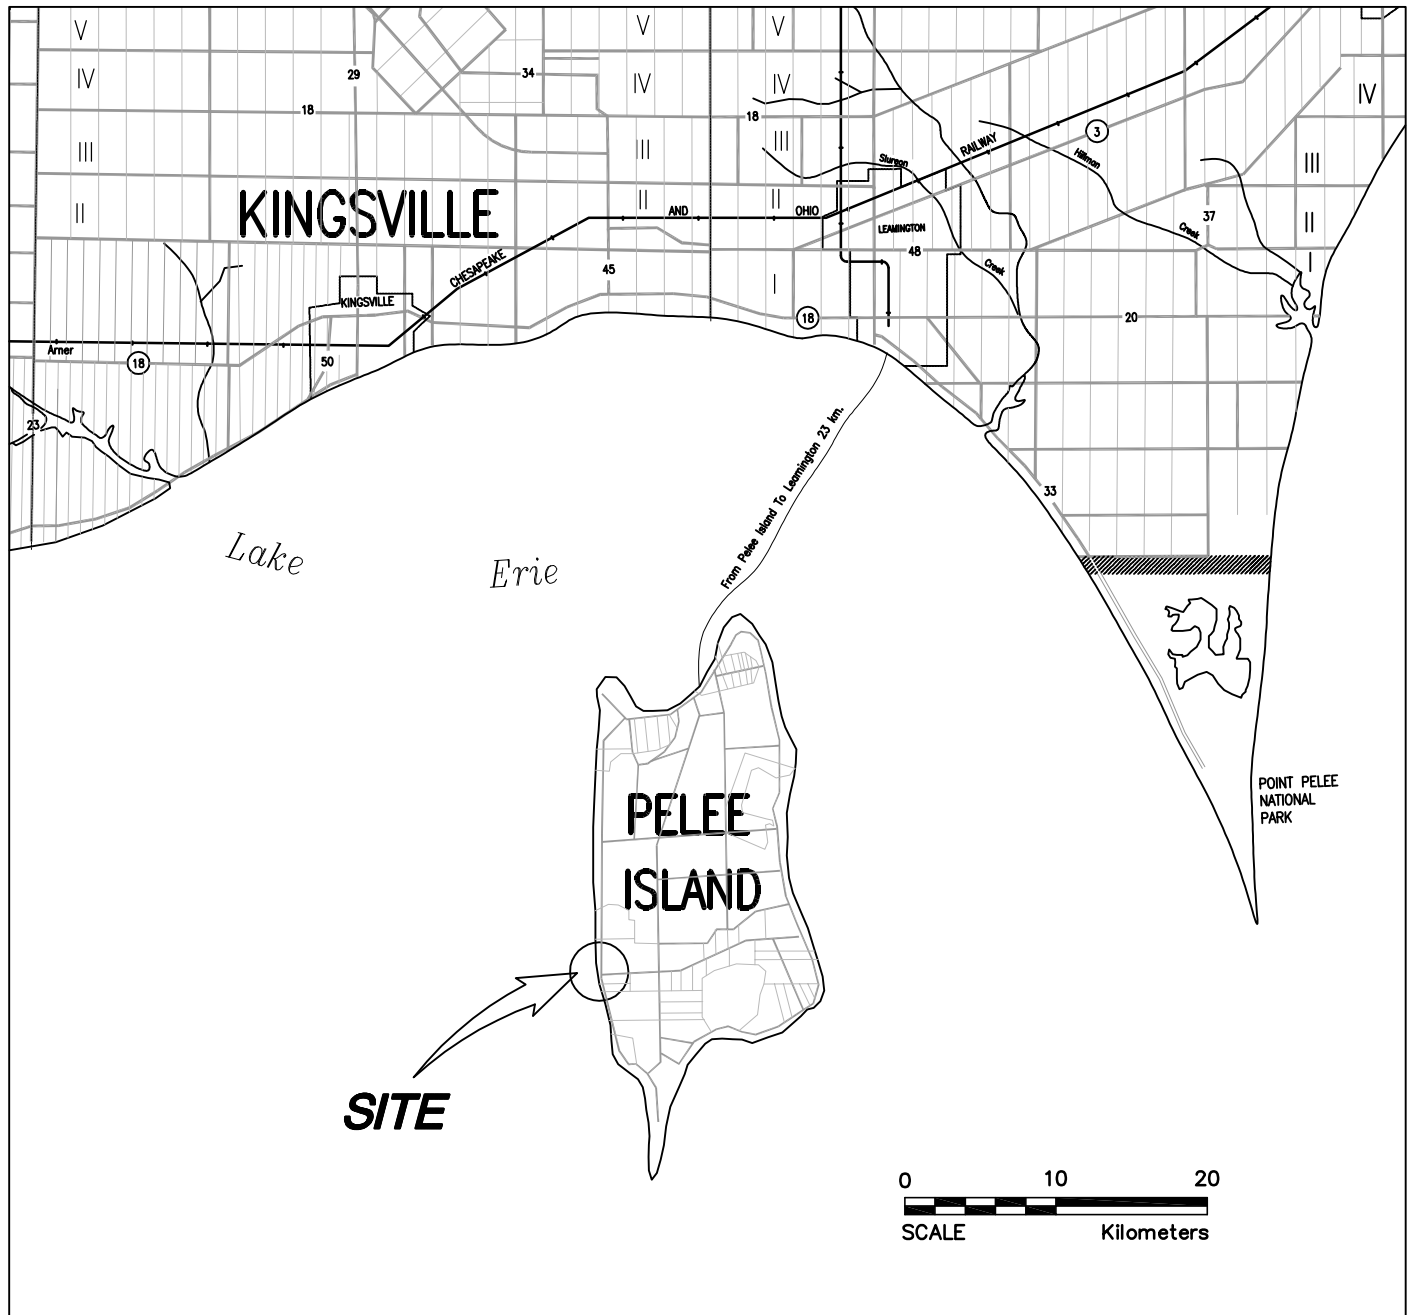 V
V
V
IV
29
34
IV
IV
IV
18
18
3
III
III
III
III
RAILWAY
Sturgeon
Hillman
KINGSVILLE
II
II
II
AND
OHIO
37
II
LEAMINGTON
Creek
48
CHESAPEAKE
45
Creek
I
I
KINGSVILLE
18
20
Arner
18
50
23
From Pelee Island To Leamington 23 km.
33
Lake Erie
POINT PELEE
NATIONAL
PARK
PELEE
ISLAND
SITE
0 10 20
SCALE Kilometers